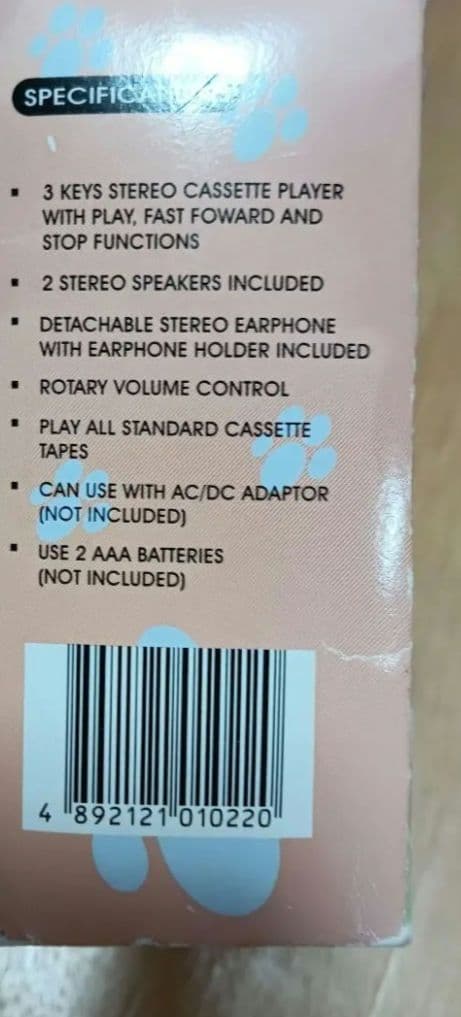 ▪ 3 KEYS STEREO CASSETTE PLAYER
WITH PLAY, FAST FOWARD AND
STOP FUNCTIONS
▪ 2 STEREO SPEAKERS INCLUDED
▪ DETACHABLE STEREO EARPHONE
WITH EARPHONE HOLDER INCLUDED
▪ ROTARY VOLUME CONTROL
▪ PLAY ALL STANDARD CASSETTE
TAPES
▪ CAN USE WITH AC/DC ADAPTOR
(NOT INCLUDED)
▪ USE 2 AAA BATTERIES
(NOT INCLUDED)
4 892121 010220